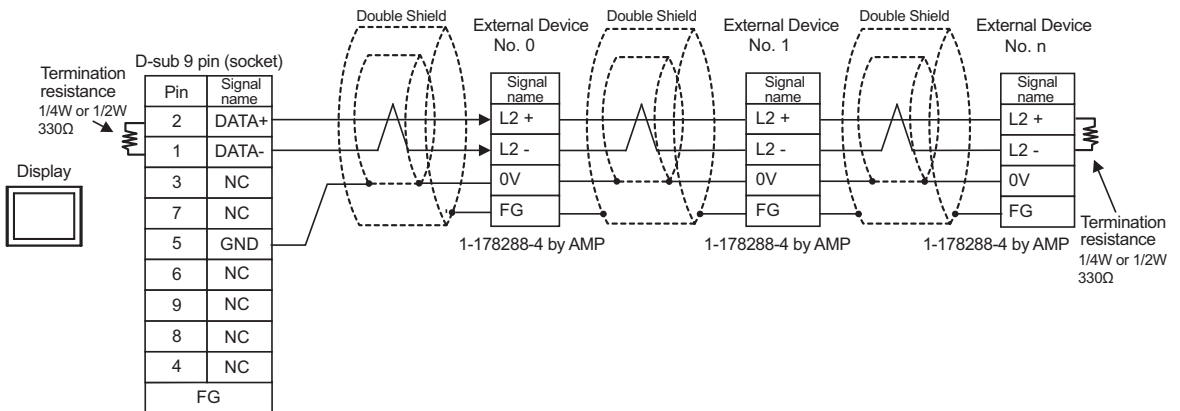 Double Shield
Double Shield
Double Shield
External Device
No. 0
External Device
No. 1
External Device
No. n
D-sub 9 pin (socket)
Termination
resistance
1/4W or 1/2W
330Ω
Display
Pin Signal name
2 DATA+
1 DATA-
3 NC
7 NC
5 GND
6 NC
9 NC
8 NC
4 NC
FG
Signal
name
L2 +
L2 -
0V
FG
1-178288-4 by AMP
Signal
name
L2 +
L2 -
0V
FG
1-178288-4 by AMP
Signal
name
L2 +
L2 -
0V
FG
1-178288-4 by AMP
Termination
resistance
1/4W or 1/2W
330Ω